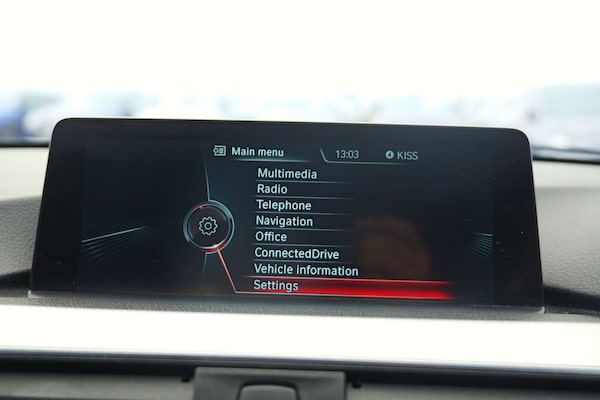 Main menu 13:03 KISS
Multimedia
Radio
Telephone
Navigation
Office
ConnectedDrive
Vehicle information
Settings